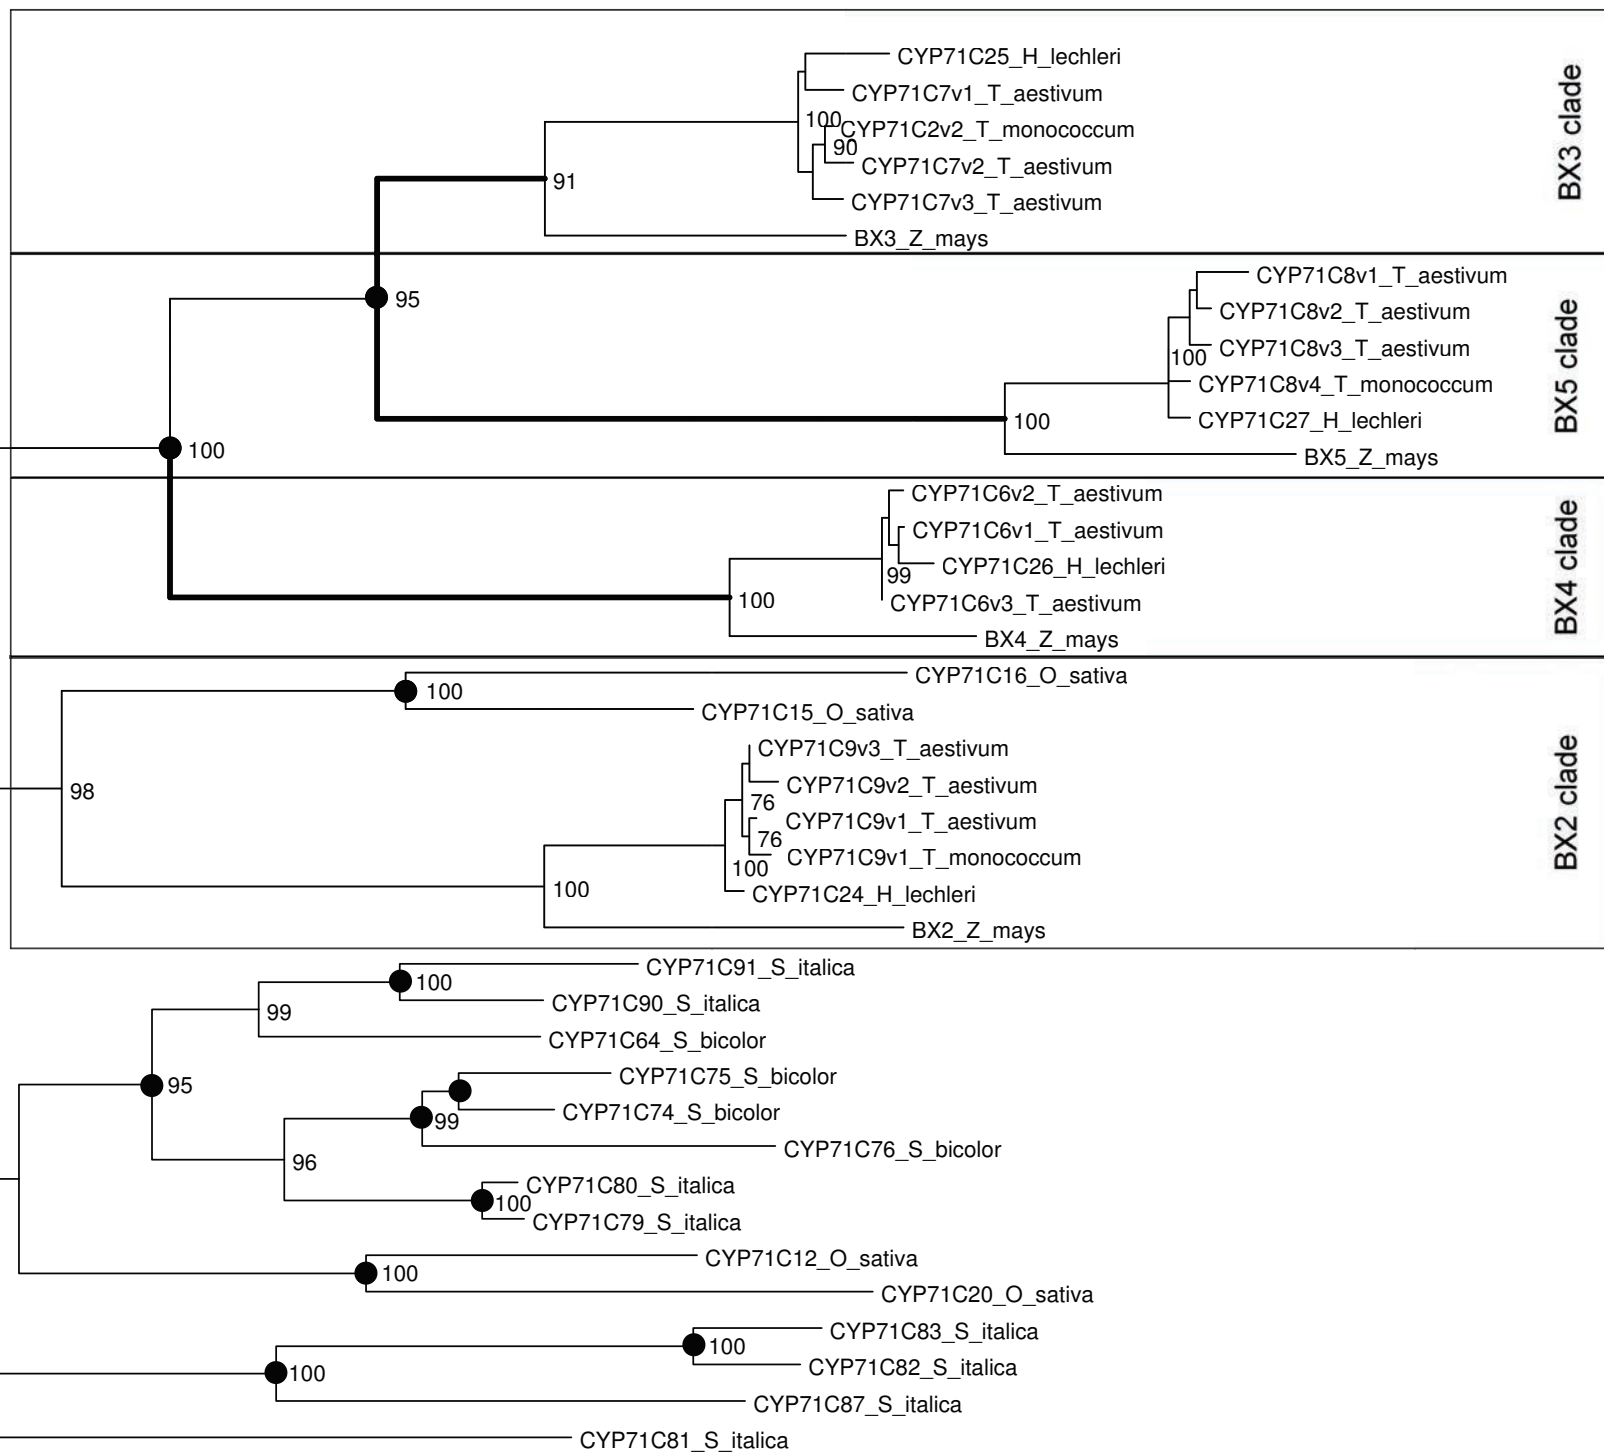 CYP71C25_H_lechleri
CYP71C7v1_T_aestivum
100
CYP71C2v2_T_monococcum
90
CYP71C7v2_T_aestivum
91
CYP71C7v3_T_aestivum
BX3_Z_mays
BX3 clade
CYP71C8v1_T_aestivum
95
CYP71C8v2_T_aestivum
CYP71C8v3_T_aestivum
100
CYP71C8v4_T_monococcum
100
CYP71C27_H_lechleri
100
BX5_Z_mays
BX5 clade
CYP71C6v2_T_aestivum
CYP71C6v1_T_aestivum
CYP71C26_H_lechleri
99
100
CYP71C6v3_T_aestivum
BX4_Z_mays
BX4 clade
CYP71C16_O_sativa
100
CYP71C15_O_sativa
CYP71C9v3_T_aestivum
98
CYP71C9v2_T_aestivum
76
CYP71C9v1_T_aestivum
76
CYP71C9v1_T_monococcum
100
100
CYP71C24_H_lechleri
BX2_Z_mays
BX2 clade
CYP71C91_S_italica
100
CYP71C90_S_italica
99
CYP71C64_S_bicolor
CYP71C75_S_bicolor
95
CYP71C74_S_bicolor
99
CYP71C76_S_bicolor
96
CYP71C80_S_italica
100
CYP71C79_S_italica
CYP71C12_O_sativa
100
CYP71C20_O_sativa
CYP71C83_S_italica
100
CYP71C82_S_italica
100
CYP71C87_S_italica
CYP71C81_S_italica